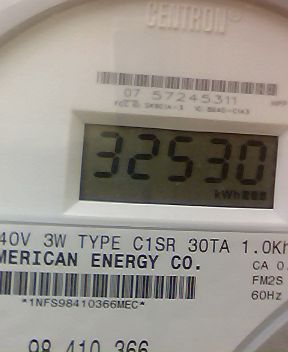 CENTRON®
07 57245311
32530
kWh
40V 3W TYPE C1SR 30TA 1.0Kh
MERICAN ENERGY CO.
CA 0.
FM2S
60Hz
*1NFS98410366MEC*
98 410 366